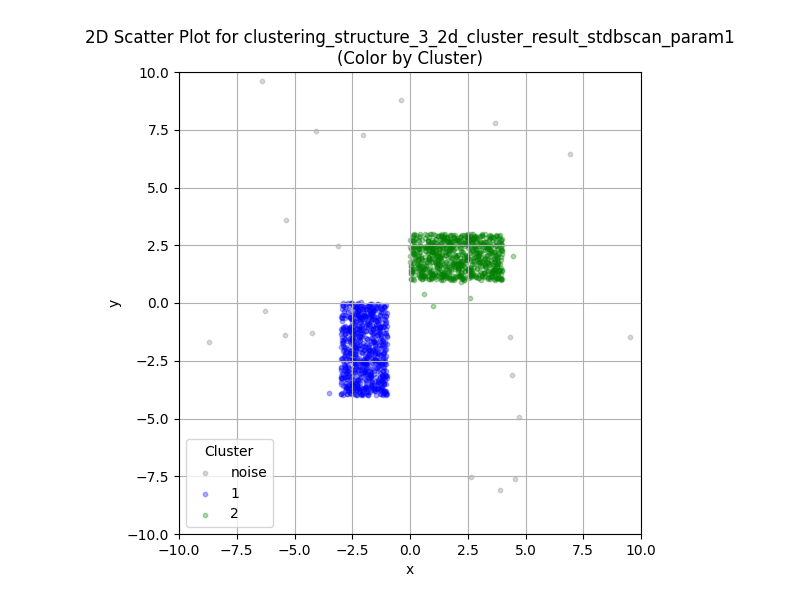 2D Scatter Plot for clustering_structure_3_2d_cluster_result_stdbscan_param1
(Color by Cluster)
10.0
7.5
5.0
2.5
0.0
−2.5
−5.0
−7.5
−10.0
y
Cluster
noise
1
2
−10.0 −7.5 −5.0 −2.5 0.0 2.5 5.0 7.5 10.0
x